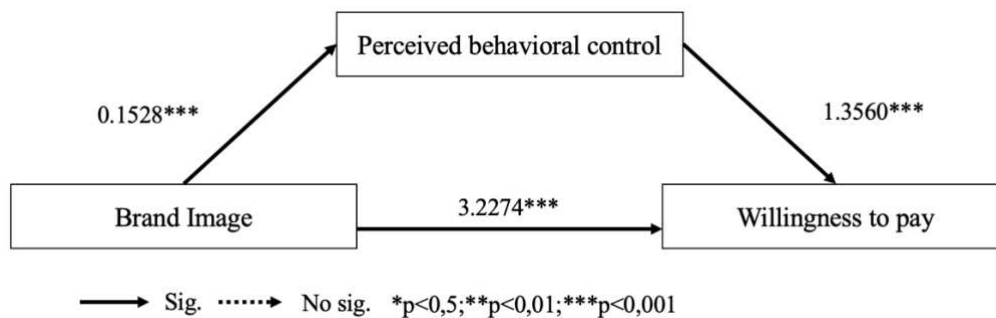 Perceived behavioral control
0.1528***
1.3560***
Brand Image
3.2274***
Willingness to pay
Sig. No sig. *p<0,5;**p<0,01;***p<0,001